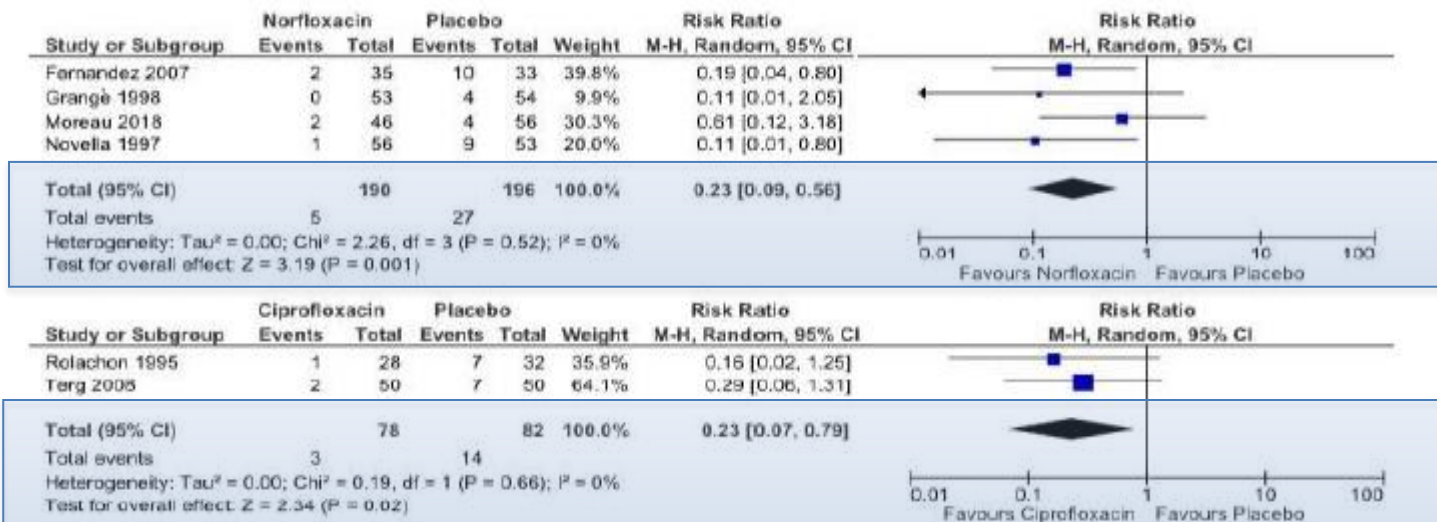 Norfloxacin Placebo Risk Ratio Risk Ratio
Study or Subgroup Events Total Events Total Weight M-H, Random, 95% CI M-H, Random, 95% CI
Fernandez 2007 2 35 10 33 39.8% 0.19 [0.04, 0.80]
Grangè 1998 0 53 4 54 9.9% 0.11 [0.01, 2.05]
Moreau 2018 2 46 4 56 30.3% 0.61 [0.12, 3.18]
Novella 1997 1 56 9 53 20.0% 0.11 [0.01, 0.80]
Total (95% CI) 190 196 100.0% 0.23 [0.09, 0.56]
Total events 5 27
Heterogeneity: Tau² = 0.00; Chi² = 2.26, df = 3 (P = 0.52); I² = 0%
Test for overall effect: Z = 3.19 (P = 0.001)
0.01 0.1 1 10 100
Favours Norfloxacin Favours Placebo
Ciprofloxacin Placebo Risk Ratio Risk Ratio
Study or Subgroup Events Total Events Total Weight M-H, Random, 95% CI M-H, Random, 95% CI
Rolachon 1995 1 28 7 32 35.9% 0.16 [0.02, 1.25]
Terg 2008 2 50 7 50 64.1% 0.29 [0.06, 1.31]
Total (95% CI) 78 82 100.0% 0.23 [0.07, 0.79]
Total events 3 14
Heterogeneity: Tau² = 0.00; Chi² = 0.19, df = 1 (P = 0.66); I² = 0%
Test for overall effect: Z = 2.34 (P = 0.02)
0.01 0.1 1 10 100
Favours Ciprofloxacin Favours Placebo